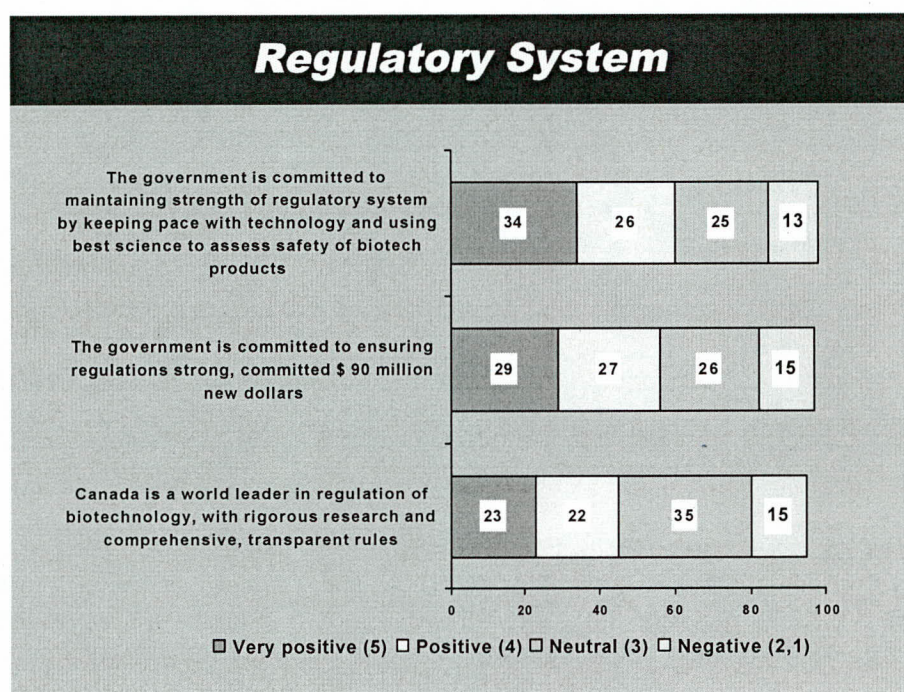 Regulatory System
The government is committed to
maintaining strength of regulatory system
by keeping pace with technology and using
best science to assess safety of biotech
products
34 26 25 13
The government is committed to ensuring
regulations strong, committed $ 90 million
new dollars
29 27 26 15
Canada is a world leader in regulation of
biotechnology, with rigorous research and
comprehensive, transparent rules
23 22 35 15
0 20 40 60 80 100
Very positive (5) Positive (4) Neutral (3) Negative (2,1)